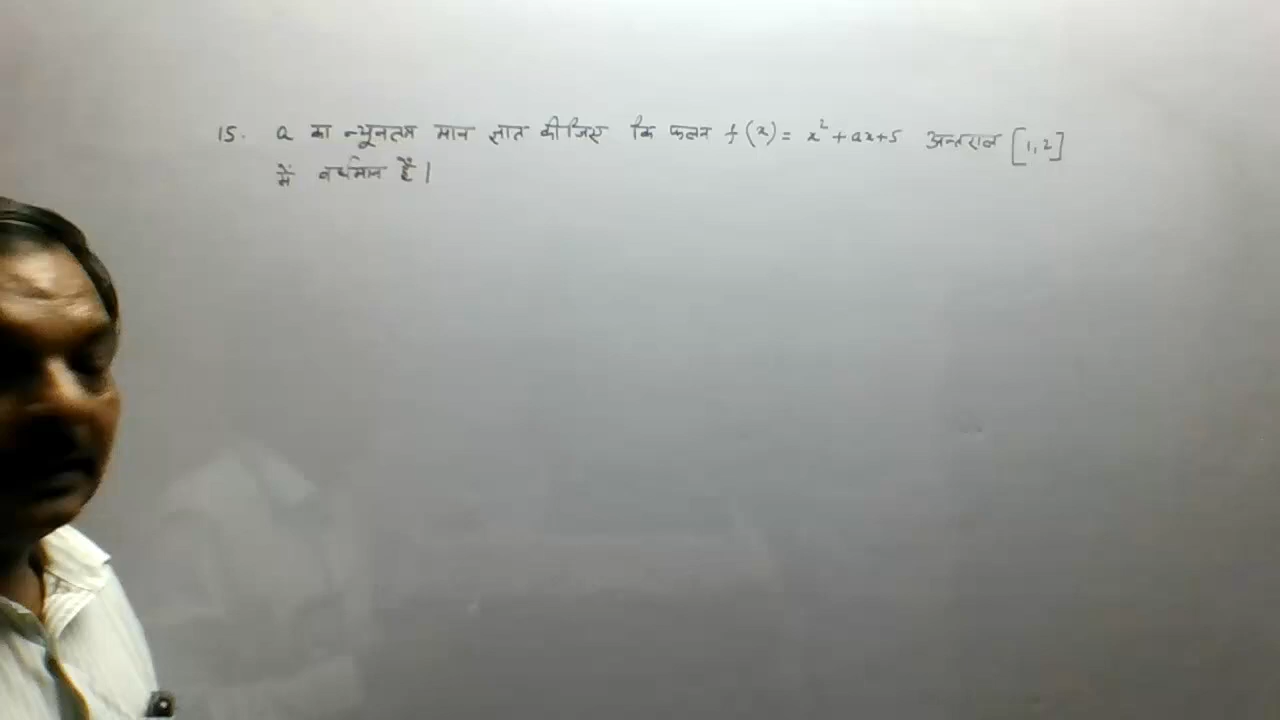 15. a का न्यूनतम मान ज्ञात कीजिए कि फलन f(x) = x² + ax + 5 अन्तराल [1, 2]
में वर्धमान है।